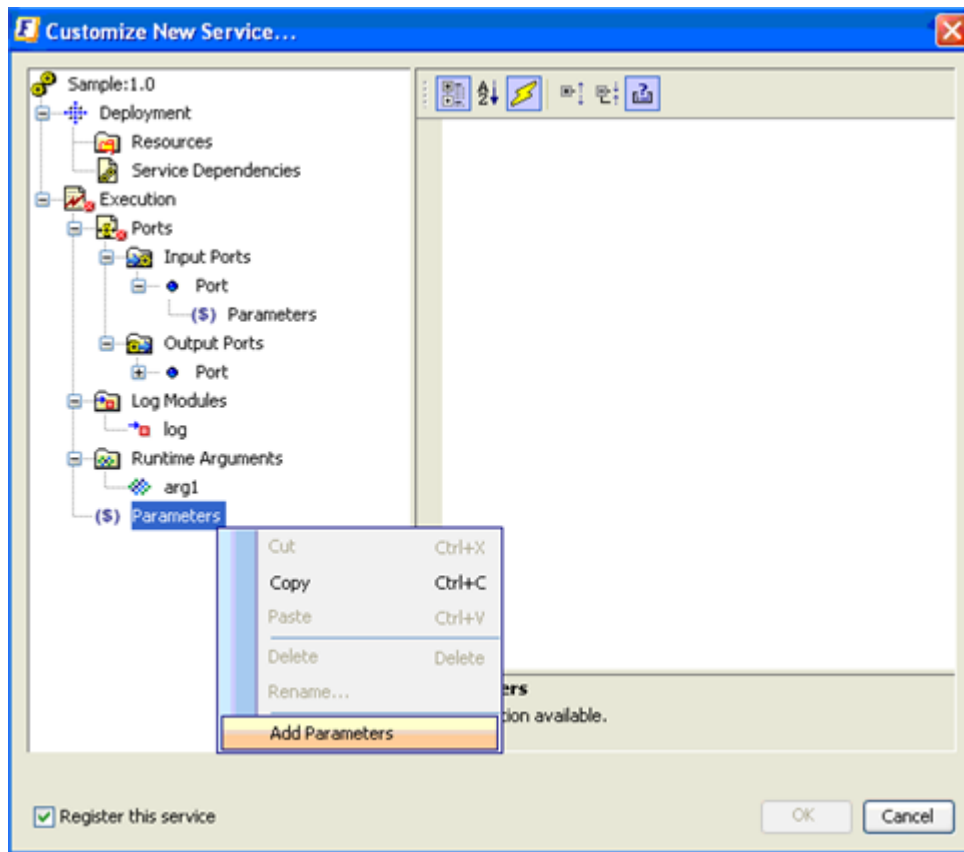 Customize New Service...
Sample:1.0
Deployment
Resources
Service Dependencies
Execution
Ports
Input Ports
Port
($) Parameters
Output Ports
Port
Log Modules
log
Runtime Arguments
arg1
($) Parameters
Cut Ctrl+X
Copy Ctrl+C
Paste Ctrl+V
Delete Delete
Rename...
Add Parameters
ers
ion available.
Register this service
OK Cancel